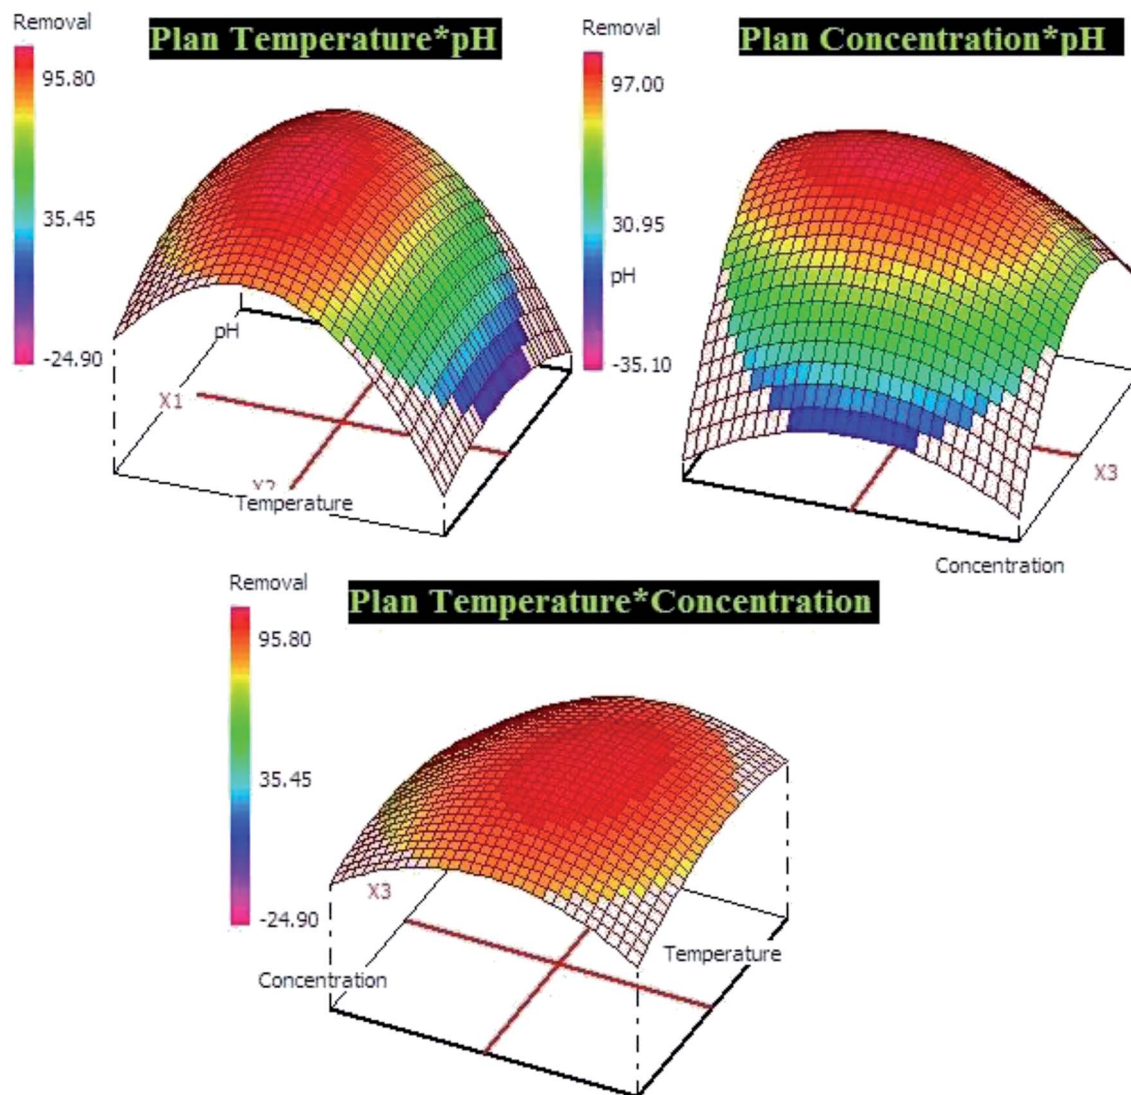 Removal
Plan Temperature*pH
95.80
35.45
-24.90
pH
X1
X2
Temperature
Removal
Plan Concentration*pH
97.00
30.95
pH
-35.10
X3
Concentration
Removal
Plan Temperature*Concentration
95.80
35.45
-24.90
X3
Concentration
Temperature